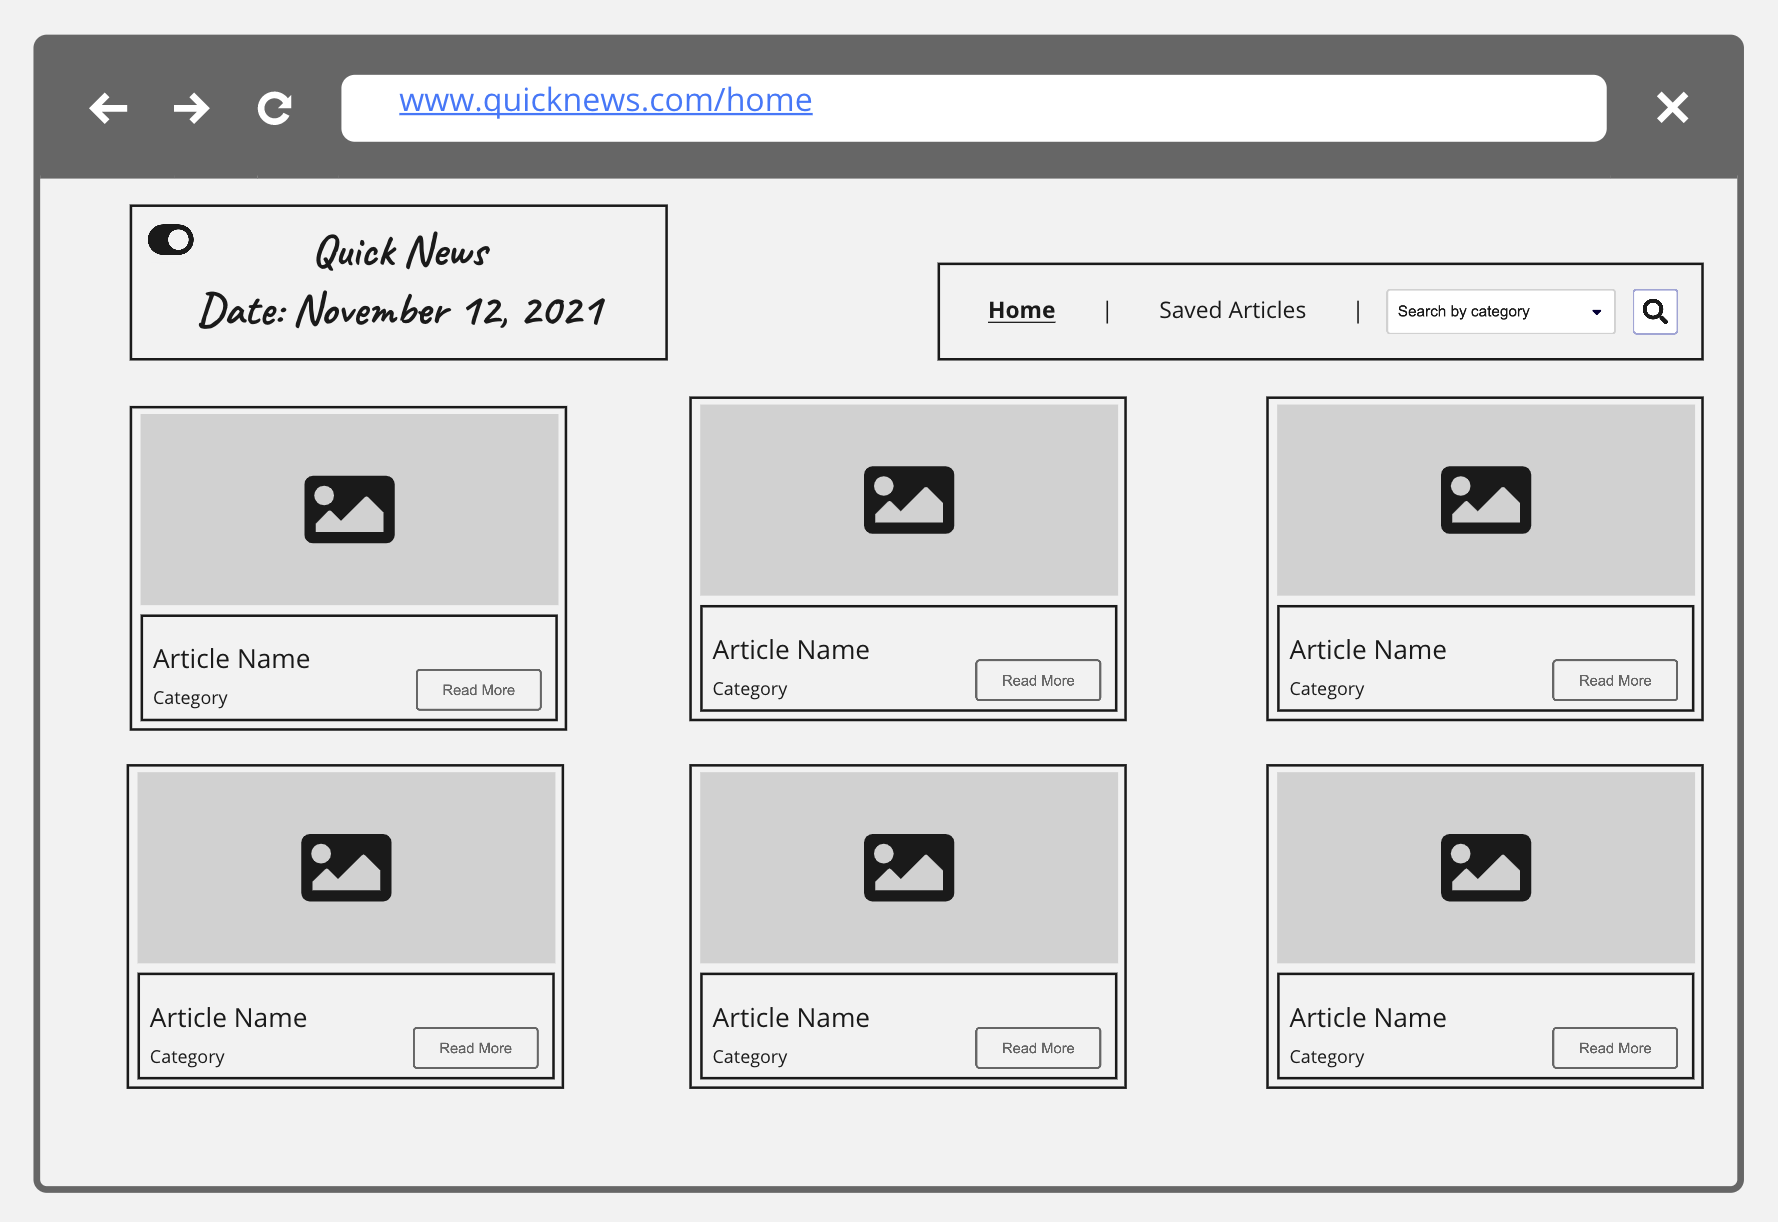 www.quicknews.com/home
Quick News
Date: November 12, 2021
Home | Saved Articles | Search by category
Article Name
Category
Read More
Article Name
Category
Read More
Article Name
Category
Read More
Article Name
Category
Read More
Article Name
Category
Read More
Article Name
Category
Read More